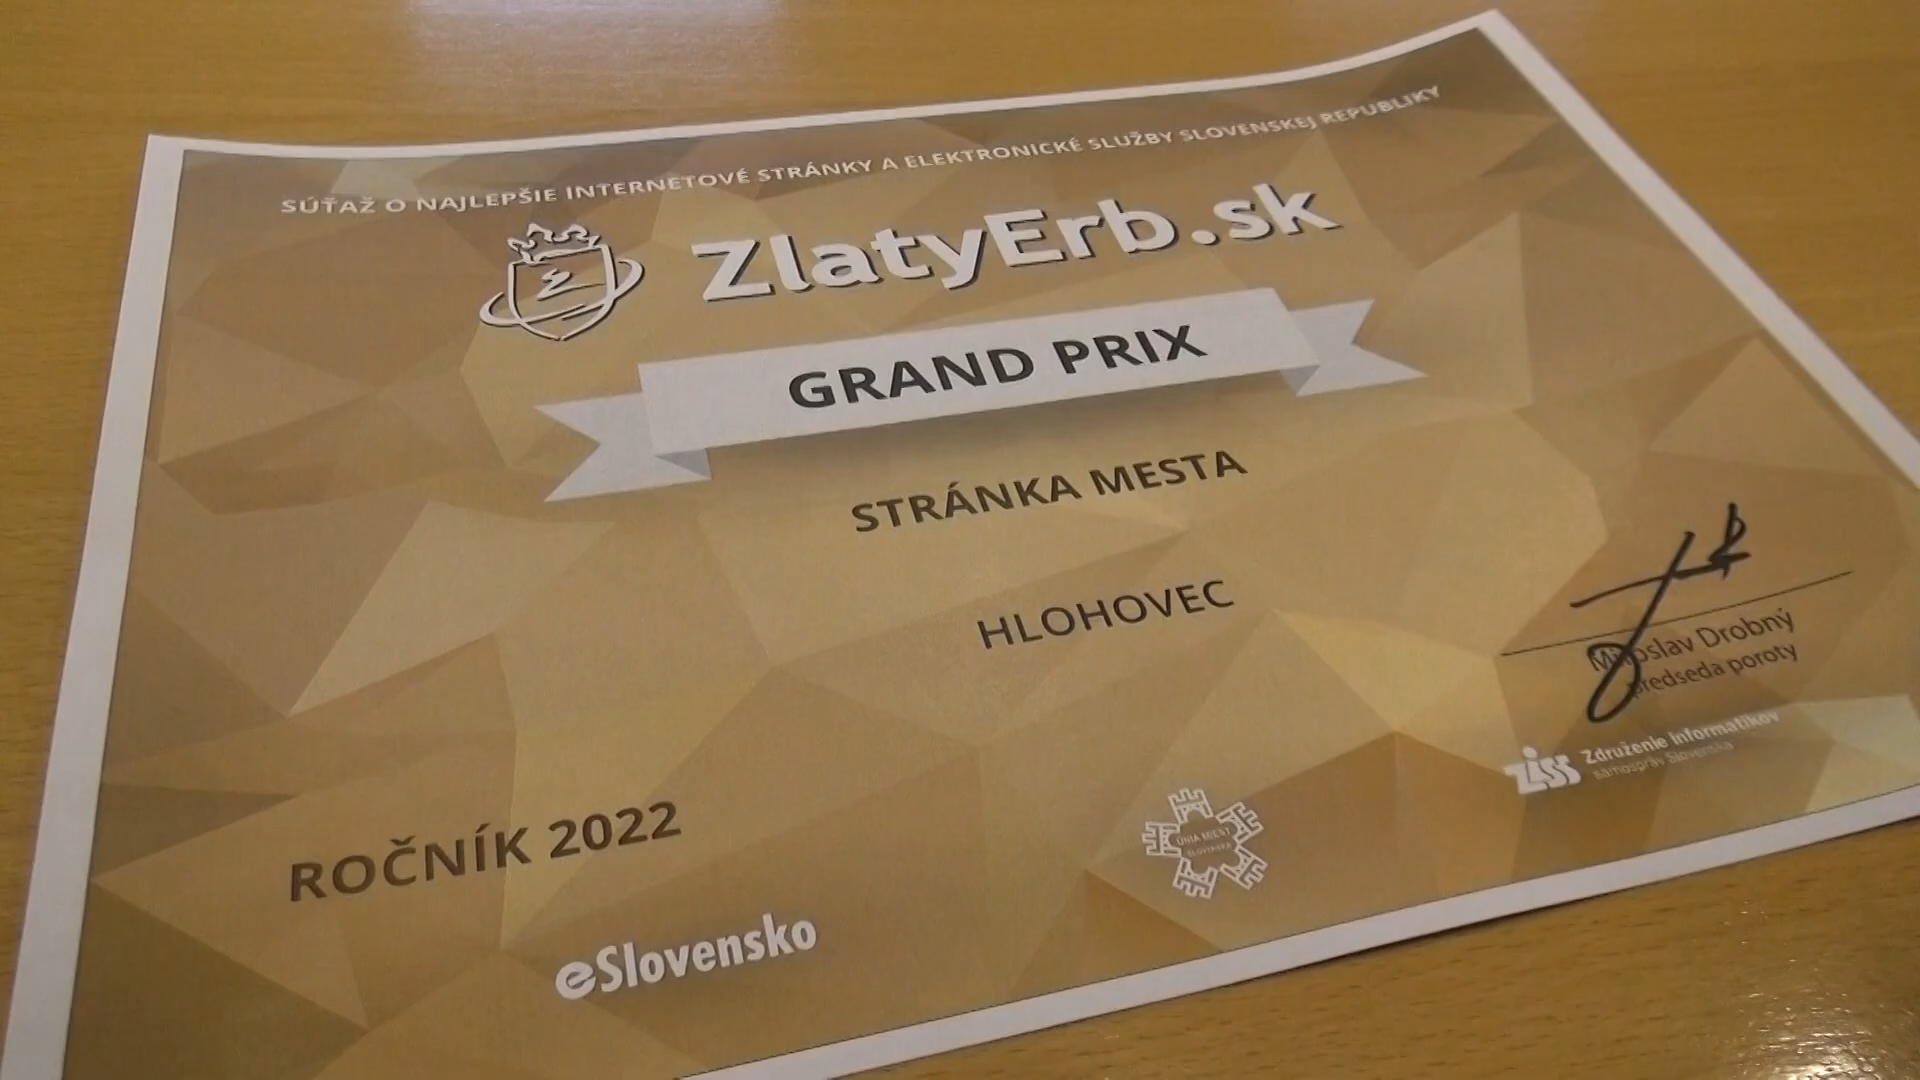 SÚŤAŽ O NAJLEPŠIE INTERNETOVÉ STRÁNKY A ELEKTRONICKÉ SLUŽBY SLOVENSKEJ REPUBLIKY
ZlatyErb.sk
GRAND PRIX
STRÁNKA MESTA
HLOHOVEC
Miroslav Drobný
predseda poroty
ZISS Združenie informatikov
samospráv Slovenska
ÚNIA MIEST
SLOVENSKA
ROČNÍK 2022
eSlovensko